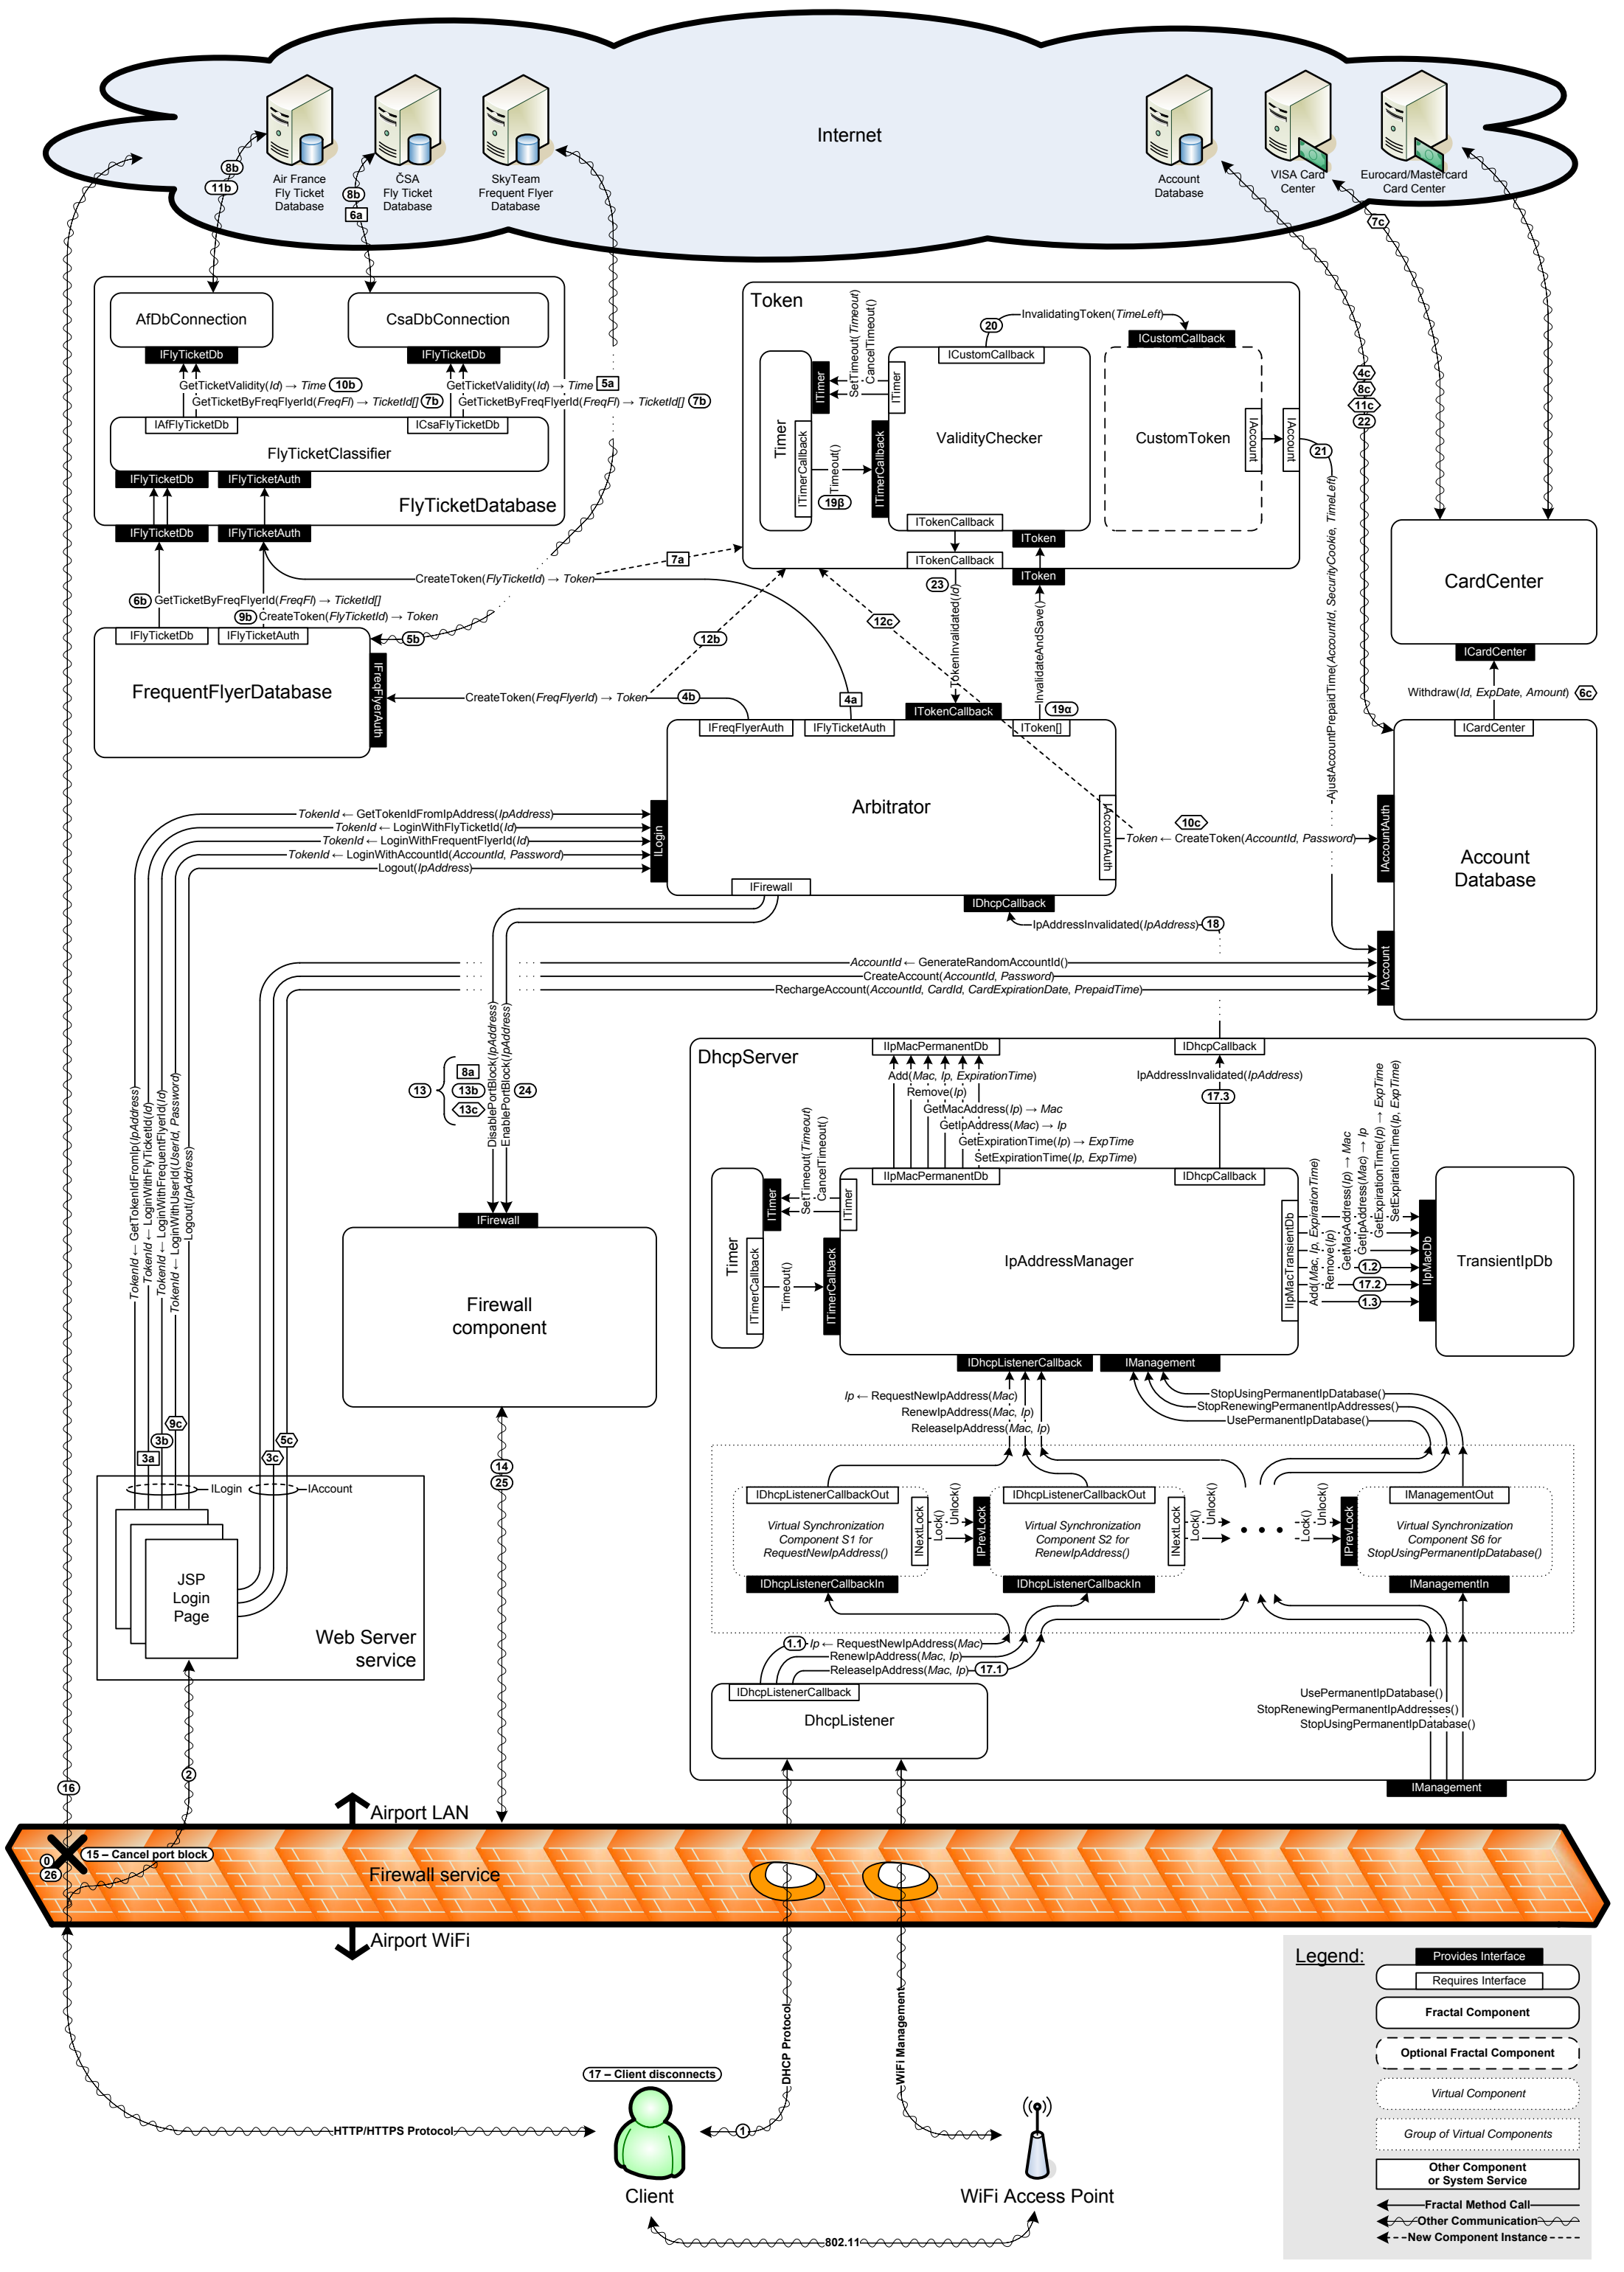 Internet
Air France
Fly Ticket
Database
ČSA
Fly Ticket
Database
SkyTeam
Frequent Flyer
Database
Account
Database
VISA Card
Center
Eurocard/Mastercard
Card Center
8b
11b
8b
6a
7c
AfDbConnection
CsaDbConnection
IFlyTicketDb
IFlyTicketDb
GetTicketValidity(Id) → Time 10b
GetTicketByFreqFlyerId(FreqFl) → TicketId[] 7b
GetTicketValidity(Id) → Time 5a
GetTicketByFreqFlyerId(FreqFl) → TicketId[] 7b
IAfFlyTicketDb
ICsaFlyTicketDb
FlyTicketClassifier
IFlyTicketDb
IFlyTicketAuth
FlyTicketDatabase
IFlyTicketDb
IFlyTicketAuth
CreateToken(FlyTicketId) → Token
7a
6b GetTicketByFreqFlyerId(FreqFl) → TicketId[]
9b CreateToken(FlyTicketId) → Token
IFlyTicketDb
IFlyTicketAuth
5b
FrequentFlyerDatabase
IFreqFlyerAuth
CreateToken(FreqFlyerId) → Token
4b
4a
12b
12c
Token
20
InvalidatingToken(TimeLeft)
ICustomCallback
ICustomCallback
Timer
ITimer
SetTimeout(Timeout)
CancelTimeout()
ITimer
ITimerCallback
Timeout()
19β
ITimerCallback
ValidityChecker
CustomToken
IAccount
IAccount
21
ITokenCallback
IToken
ITokenCallback
IToken
23
TokenInvalidated(Id)
InvalidateAndSave()
19α
AjustAccountPrepaidTime(AccountId, SecurityCookie, TimeLeft)
4c
8c
11c
22
CardCenter
ICardCenter
Withdraw(Id, ExpDate, Amount) 6c
ICardCenter
ITokenCallback
IFreqFlyerAuth
IFlyTicketAuth
IToken[]
Arbitrator
ILogin
IAccountAuth
IFirewall
IDhcpCallback
TokenId ← GetTokenIdFromIpAddress(IpAddress)
TokenId ← LoginWithFlyTicketId(Id)
TokenId ← LoginWithFrequentFlyerId(Id)
TokenId ← LoginWithAccountId(AccountId, Password)
Logout(IpAddress)
10c
Token ← CreateToken(AccountId, Password)
IAccountAuth
Account
Database
IAccount
IpAddressInvalidated(IpAddress) 18
AccountId ← GenerateRandomAccountId()
CreateAccount(AccountId, Password)
RechargeAccount(AccountId, CardId, CardExpirationDate, PrepaidTime)
13
8a
13b
13c
DisablePortBlock(IpAddress)
EnablePortBlock(IpAddress)
24
IFirewall
Firewall
component
14
25
TokenId ← GetTokenIdFromIp(IpAddress)
TokenId ← LoginWithFlyTicketId(Id)
TokenId ← LoginWithFrequentFlyerId(Id)
TokenId ← LoginWithUserId(UserId, Password)
Logout(IpAddress)
9c
3b
3a
5c
3c
ILogin
IAccount
JSP
Login
Page
Web Server
service
DhcpServer
IIpMacPermanentDb
IDhcpCallback
Add(Mac, Ip, ExpirationTime)
Remove(Ip)
GetMacAddress(Ip) → Mac
GetIpAddress(Mac) → Ip
GetExpirationTime(Ip) → ExpTime
SetExpirationTime(Ip, ExpTime)
IpAddressInvalidated(IpAddress)
17.3
IIpMacPermanentDb
IDhcpCallback
Timer
ITimer
SetTimeout(Timeout)
CancelTimeout()
ITimer
ITimerCallback
Timeout()
ITimerCallback
IpAddressManager
IIpMacTransientDb
Add(Mac, Ip, ExpirationTime)
Remove(Ip)
GetMacAddress(Ip) → Mac
GetIpAddress(Mac) → Ip
GetExpirationTime(Ip) → ExpTime
SetExpirationTime(Ip, ExpTime)
1.2
17.2
1.3
IIpMacDb
TransientIpDb
IDhcpListenerCallback
IManagement
Ip ← RequestNewIpAddress(Mac)
RenewIpAddress(Mac, Ip)
ReleaseIpAddress(Mac, Ip)
StopUsingPermanentIpDatabase()
StopRenewingPermanentIpAddresses()
UsePermanentIpDatabase()
IDhcpListenerCallbackOut
Virtual Synchronization
Component S1 for
RequestNewIpAddress()
IDhcpListenerCallbackIn
INextLock
Lock()
Unlock()
IPrevLock
IDhcpListenerCallbackOut
Virtual Synchronization
Component S2 for
RenewIpAddress()
IDhcpListenerCallbackIn
INextLock
Lock()
Unlock()
• • •
Lock()
Unlock()
IPrevLock
IManagementOut
Virtual Synchronization
Component S6 for
StopUsingPermanentIpDatabase()
IManagementIn
1.1 Ip ← RequestNewIpAddress(Mac)
RenewIpAddress(Mac, Ip)
ReleaseIpAddress(Mac, Ip) 17.1
IDhcpListenerCallback
DhcpListener
UsePermanentIpDatabase()
StopRenewingPermanentIpAddresses()
StopUsingPermanentIpDatabase()
IManagement
16
2
Airport LAN
0
26
15 – Cancel port block
Firewall service
Airport WiFi
DHCP Protocol
WiFi Management
17 – Client disconnects
HTTP/HTTPS Protocol
1
Client
WiFi Access Point
802.11
Legend:
Provides Interface
Requires Interface
Fractal Component
Optional Fractal Component
Virtual Component
Group of Virtual Components
Other Component
or System Service
Fractal Method Call
Other Communication
New Component Instance